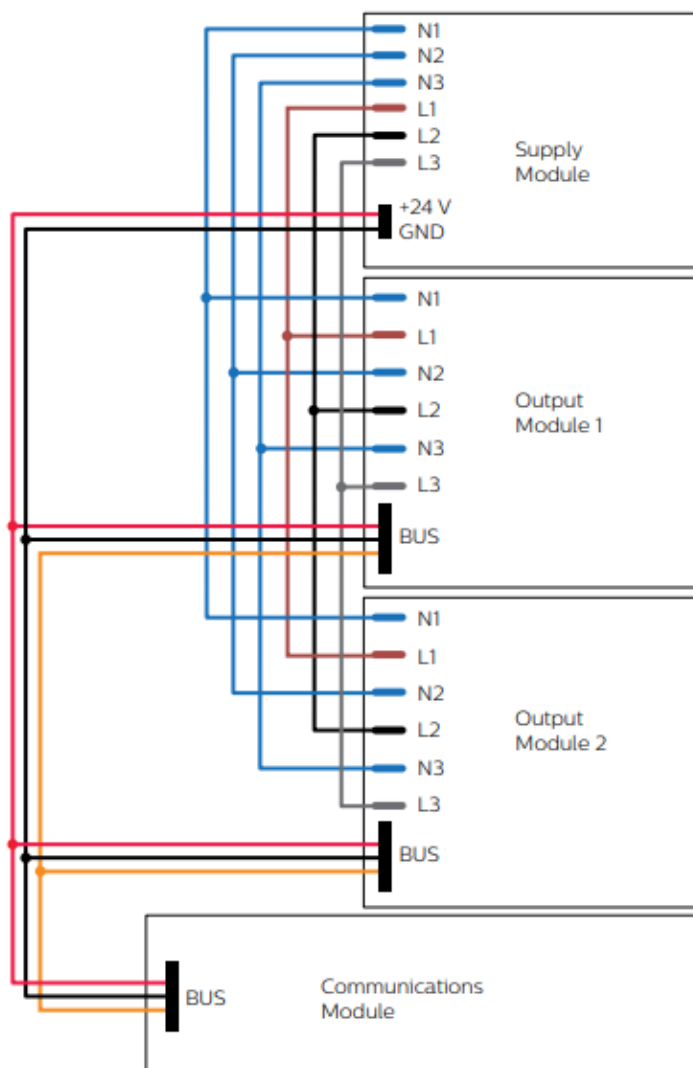 N1
N2
N3
L1
L2
L3
Supply
Module
+24 V
GND
N1
L1
N2
L2
N3
L3
Output
Module 1
BUS
N1
L1
N2
L2
N3
L3
Output
Module 2
BUS
BUS
Communications
Module